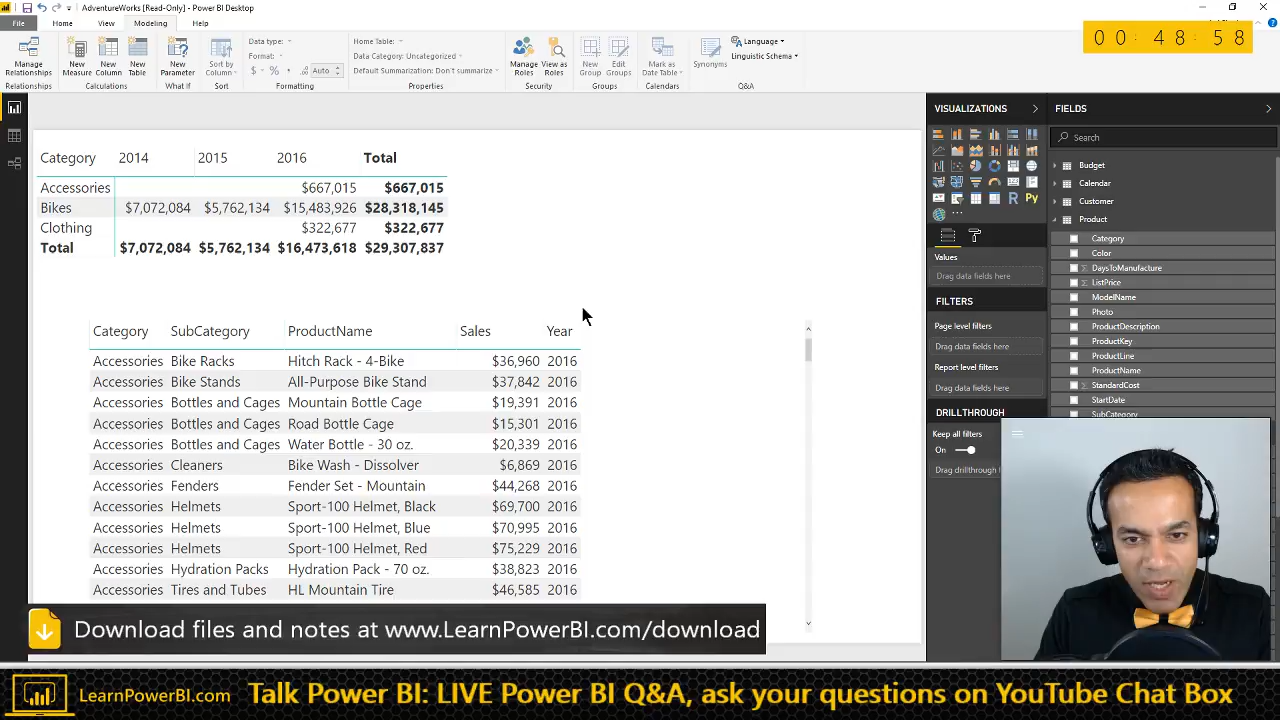 AdventureWorks [Read-Only] - Power BI Desktop
File Home View Modeling Help
00:48:58
Manage Relationships
New Measure
New Column
New Table
New Parameter
Sort by Column
Data type:
Format:
$ % , Auto
Home Table:
Data Category: Uncategorized
Default Summarization: Don't summarize
Manage Roles
View as Roles
New Group
Edit Groups
Mark as Date Table
Synonyms
Language
Linguistic Schema
Relationships Calculations What If Sort Formatting Properties Security Groups Calendars Q&A
Category 2014 2015 2016 Total
Accessories $667,015 $667,015
Bikes $7,072,084 $5,762,134 $15,483,926 $28,318,145
Clothing $322,677 $322,677
Total $7,072,084 $5,762,134 $16,473,618 $29,307,837
Category SubCategory ProductName Sales Year
Accessories Bike Racks Hitch Rack - 4-Bike $36,960 2016
Accessories Bike Stands All-Purpose Bike Stand $37,842 2016
Accessories Bottles and Cages Mountain Bottle Cage $19,391 2016
Accessories Bottles and Cages Road Bottle Cage $15,301 2016
Accessories Bottles and Cages Water Bottle - 30 oz. $20,339 2016
Accessories Cleaners Bike Wash - Dissolver $6,869 2016
Accessories Fenders Fender Set - Mountain $44,268 2016
Accessories Helmets Sport-100 Helmet, Black $69,700 2016
Accessories Helmets Sport-100 Helmet, Blue $70,995 2016
Accessories Helmets Sport-100 Helmet, Red $75,229 2016
Accessories Hydration Packs Hydration Pack - 70 oz. $38,823 2016
Accessories Tires and Tubes HL Mountain Tire $46,585 2016
VISUALIZATIONS
R Py
Values
Drag data fields here
FILTERS
Page level filters
Drag data fields here
Report level filters
Drag data fields here
DRILLTHROUGH
Keep all filters
On
Drag drillthrough f
FIELDS
Search
Budget
Calendar
Customer
Product
Category
Color
DaysToManufacture
ListPrice
ModelName
Photo
ProductDescription
ProductKey
ProductLine
ProductName
StandardCost
StartDate
SubCategory
Download files and notes at www.LearnPowerBI.com/download
LearnPowerBI.com
Talk Power BI: LIVE Power BI Q&A, ask your questions on YouTube Chat Box